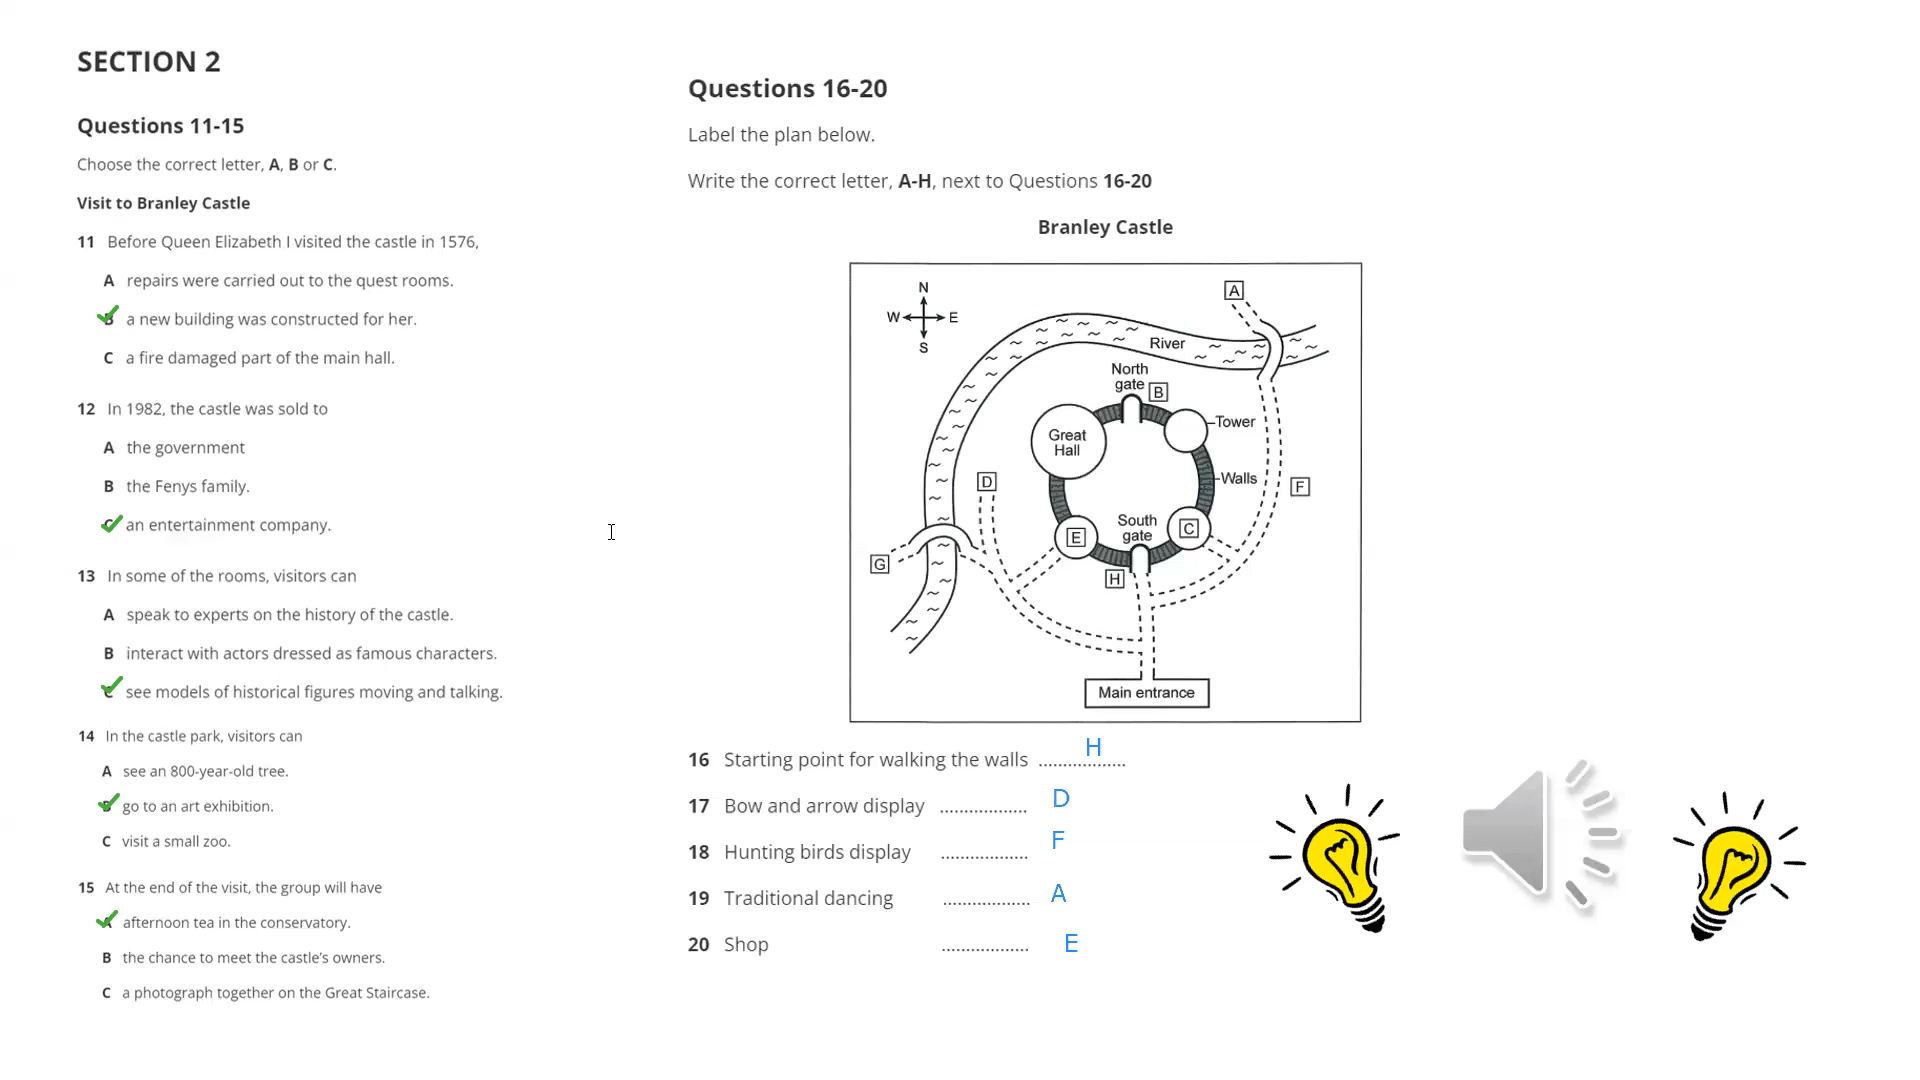 SECTION 2
Questions 11-15
Choose the correct letter, A, B or C.
Visit to Branley Castle
11 Before Queen Elizabeth I visited the castle in 1576,
A repairs were carried out to the quest rooms.
B a new building was constructed for her.
C a fire damaged part of the main hall.
12 In 1982, the castle was sold to
A the government
B the Fenys family.
C an entertainment company.
13 In some of the rooms, visitors can
A speak to experts on the history of the castle.
B interact with actors dressed as famous characters.
C see models of historical figures moving and talking.
14 In the castle park, visitors can
A see an 800-year-old tree.
B go to an art exhibition.
C visit a small zoo.
15 At the end of the visit, the group will have
A afternoon tea in the conservatory.
B the chance to meet the castle's owners.
C a photograph together on the Great Staircase.
Questions 16-20
Label the plan below.
Write the correct letter, A-H, next to Questions 16-20
Branley Castle
N
W E
S
A
River
North
gate
B
Tower
Great
Hall
Walls
D
F
South
gate
C
E
G
H
Main entrance
16 Starting point for walking the walls .................. H
17 Bow and arrow display .................. D
18 Hunting birds display .................. F
19 Traditional dancing .................. A
20 Shop .................. E